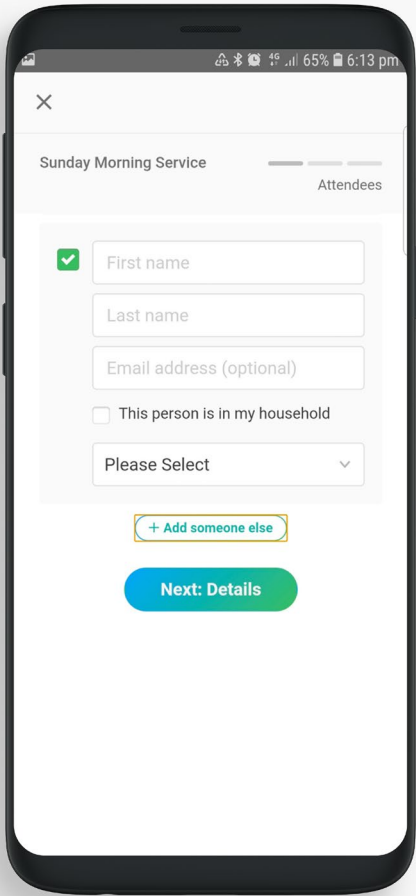 4G 65% 6:13 pm
Sunday Morning Service
Attendees
First name
Last name
Email address (optional)
This person is in my household
Please Select
+ Add someone else
Next: Details